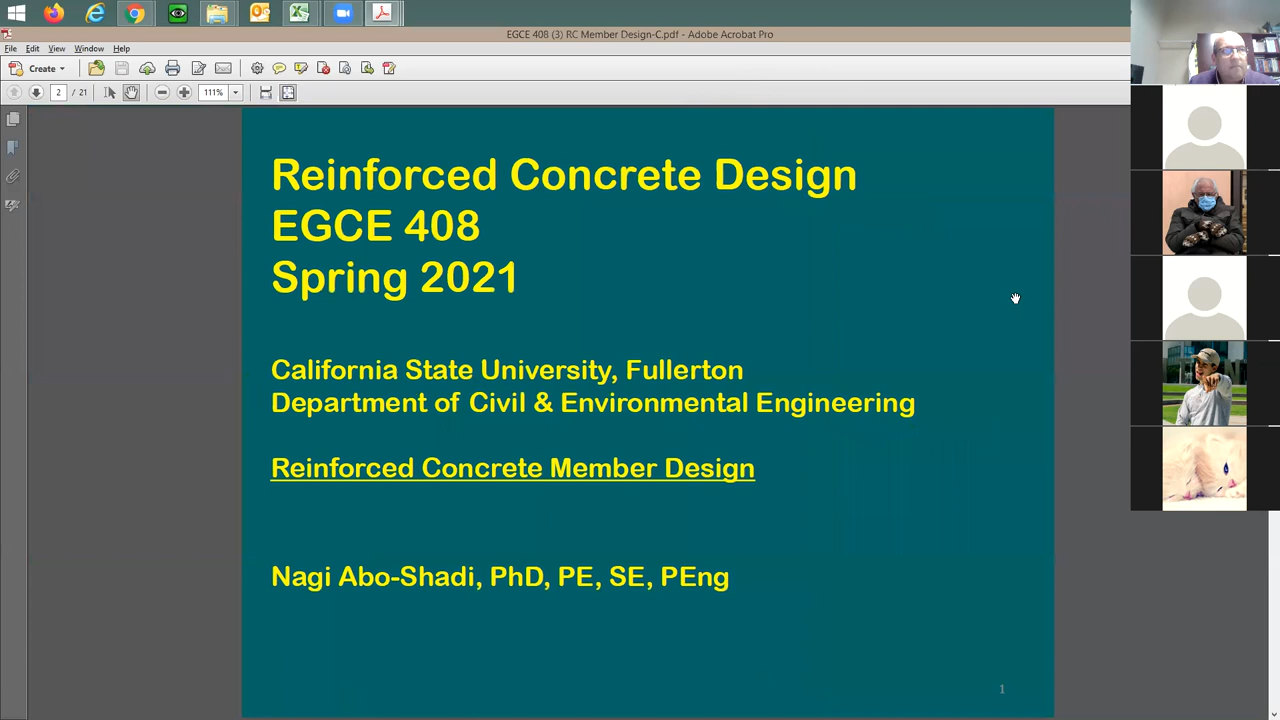 EGCE 408 (3) RC Member Design-C.pdf - Adobe Acrobat Pro
File Edit View Window Help
Create
2 / 21 111%
Reinforced Concrete Design
EGCE 408
Spring 2021
California State University, Fullerton
Department of Civil & Environmental Engineering
Reinforced Concrete Member Design
Nagi Abo-Shadi, PhD, PE, SE, PEng
1